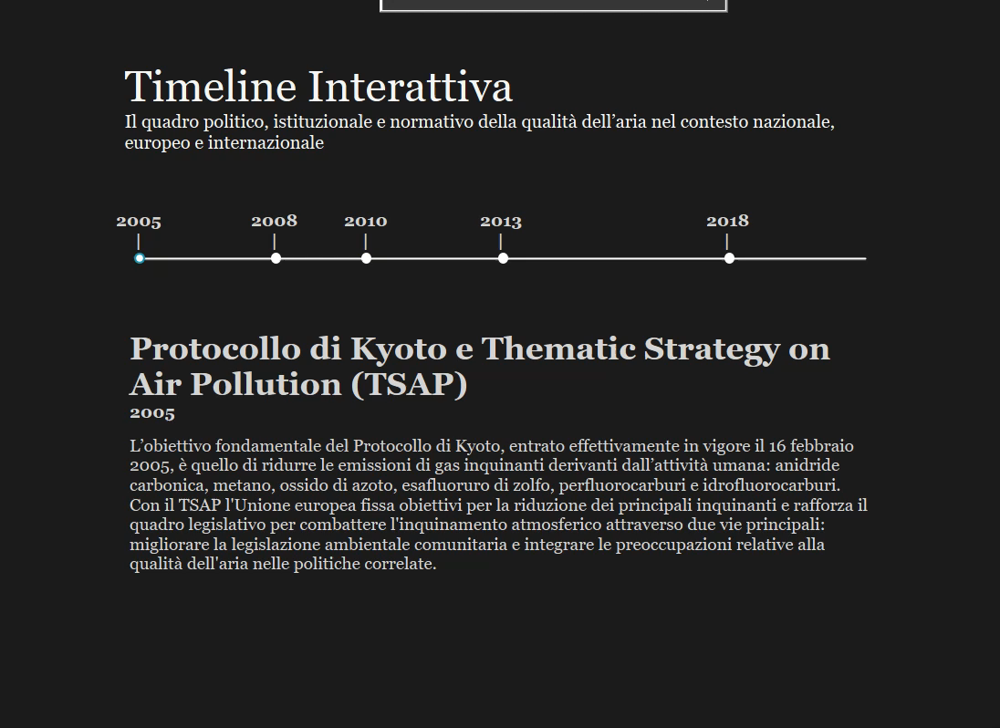 Timeline Interattiva
Il quadro politico, istituzionale e normativo della qualità dell’aria nel contesto nazionale,
europeo e internazionale
2005 2008 2010 2013 2018
Protocollo di Kyoto e Thematic Strategy on
Air Pollution (TSAP)
2005
L’obiettivo fondamentale del Protocollo di Kyoto, entrato effettivamente in vigore il 16 febbraio
2005, è quello di ridurre le emissioni di gas inquinanti derivanti dall’attività umana: anidride
carbonica, metano, ossido di azoto, esafluoruro di zolfo, perfluorocarburi e idrofluorocarburi.
Con il TSAP l'Unione europea fissa obiettivi per la riduzione dei principali inquinanti e rafforza il
quadro legislativo per combattere l'inquinamento atmosferico attraverso due vie principali:
migliorare la legislazione ambientale comunitaria e integrare le preoccupazioni relative alla
qualità dell'aria nelle politiche correlate.